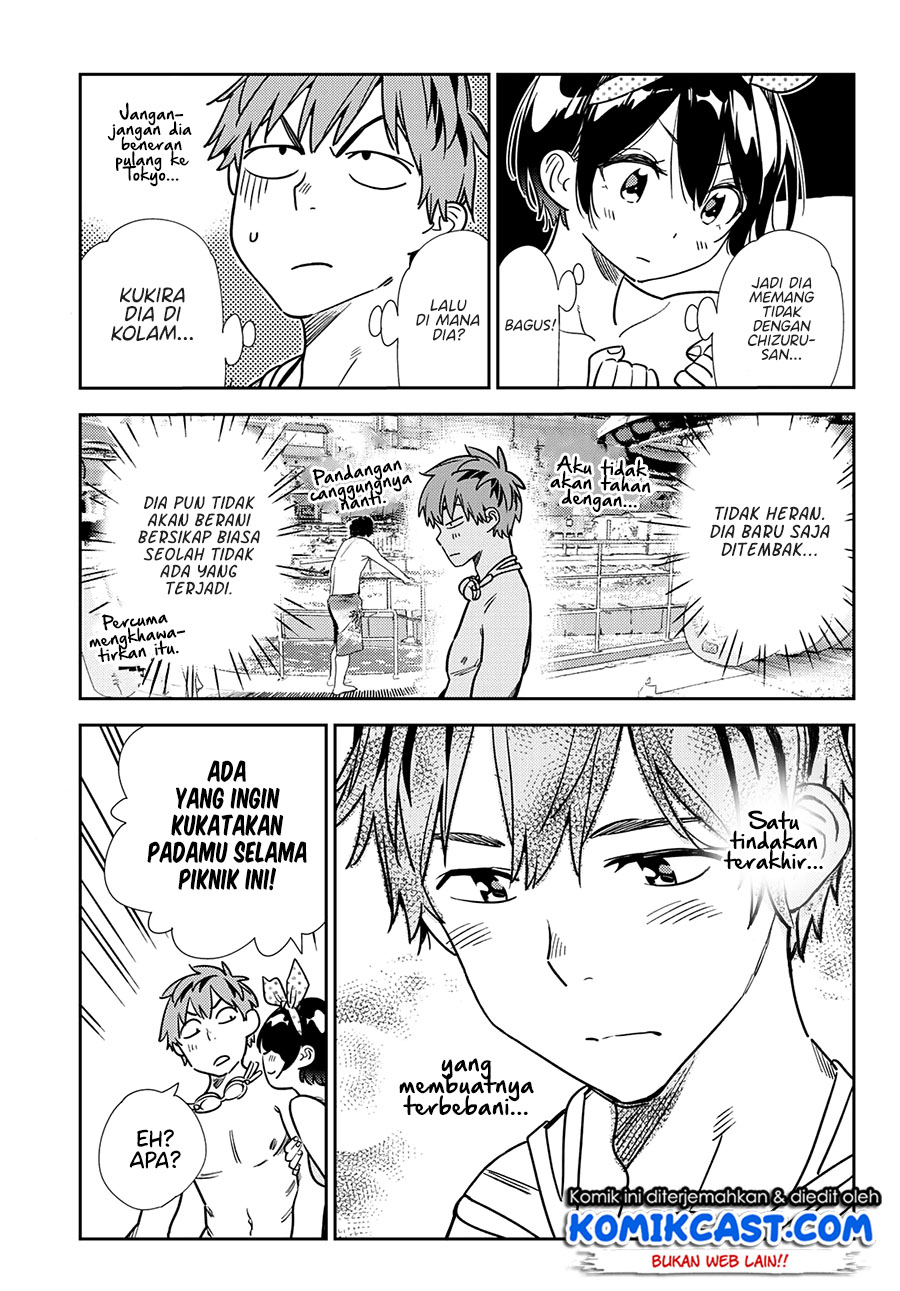 JADI DIA
MEMANG
TIDAK
DENGAN
CHIZURU-
SAN...
BAGUS!
LALU
DI MANA
DIA?
Jangan-
jangan dia
beneran
pulang ke
Tokyo...
KUKIRA
DIA DI
KOLAM...
TIDAK HERAN.
DIA BARU SAJA
DITEMBAK...
Aku tidak
akan tahan
dengan...
Pandangan
canggungnya
nanti.
DIA PUN TIDAK
AKAN BERANI
BERSIKAP BIASA
SEOLAH TIDAK
ADA YANG
TERJADI.
Percuma
mengkhawa-
tirkan itu.
Satu
tindakan
terakhir...
yang
membuatnya
terbebani...
ADA
YANG INGIN
KUKATAKAN
PADAMU SELAMA
PIKNIK INI!
EH?
APA?
Komik ini diterjemahkan & diedit oleh
KOMIKCAST.COM
BUKAN WEB LAIN!!